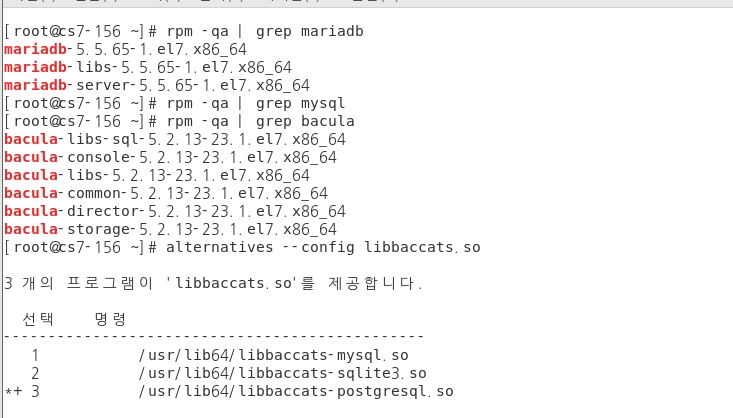 [root@cs7-156 ~]# rpm -qa | grep mariadb
mariadb-5.5.65-1.el7.x86_64
mariadb-libs-5.5.65-1.el7.x86_64
mariadb-server-5.5.65-1.el7.x86_64
[root@cs7-156 ~]# rpm -qa | grep mysql
[root@cs7-156 ~]# rpm -qa | grep bacula
bacula-libs-sql-5.2.13-23.1.el7.x86_64
bacula-console-5.2.13-23.1.el7.x86_64
bacula-libs-5.2.13-23.1.el7.x86_64
bacula-common-5.2.13-23.1.el7.x86_64
bacula-director-5.2.13-23.1.el7.x86_64
bacula-storage-5.2.13-23.1.el7.x86_64
[root@cs7-156 ~]# alternatives --config libbaccats.so
3 개의 프로그램이 'libbaccats.so'를 제공합니다.
선택 명령
-----------------------------------------------
1 /usr/lib64/libbaccats-mysql.so
2 /usr/lib64/libbaccats-sqlite3.so
*+ 3 /usr/lib64/libbaccats-postgresql.so